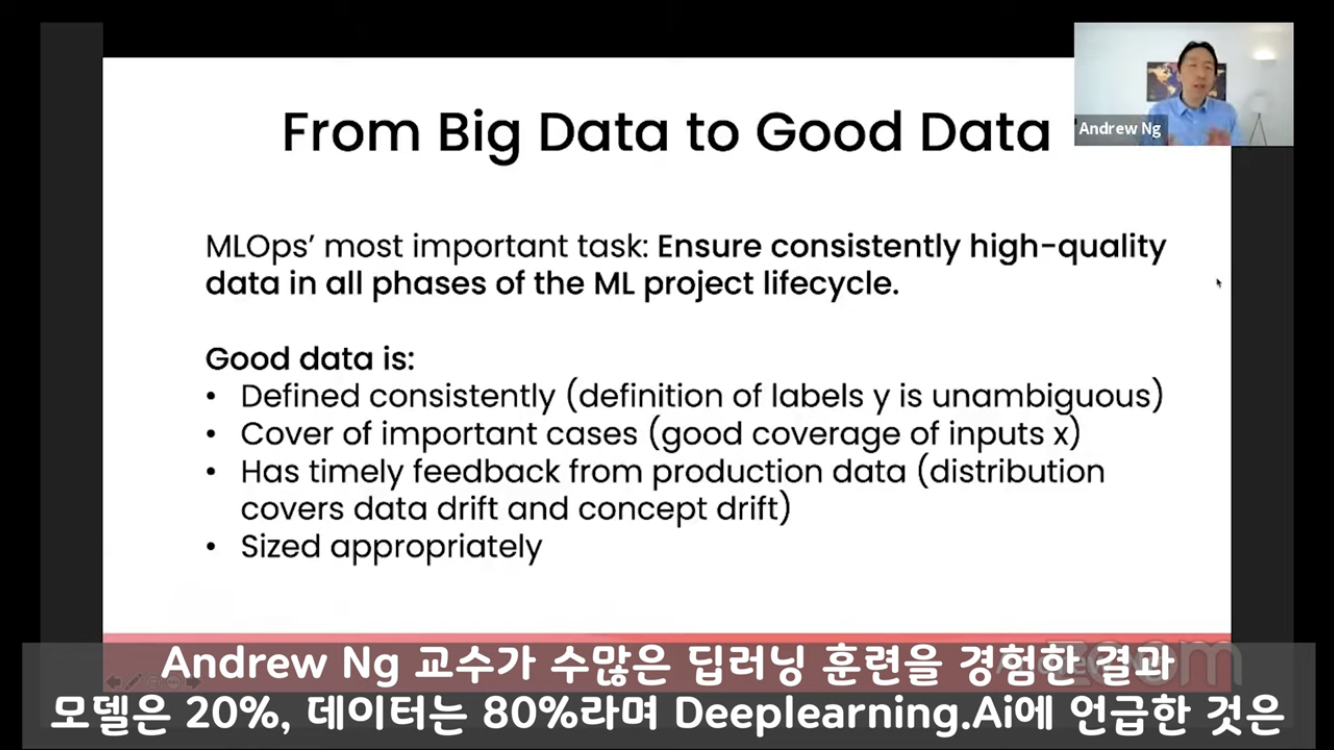 From Big Data to Good Data
Andrew Ng
MLOps’ most important task: Ensure consistently high-quality
data in all phases of the ML project lifecycle.
Good data is:
• Defined consistently (definition of labels y is unambiguous)
• Cover of important cases (good coverage of inputs x)
• Has timely feedback from production data (distribution
covers data drift and concept drift)
• Sized appropriately
zoom
Andrew Ng 교수가 수많은 딥러닝 훈련을 경험한 결과
모델은 20%, 데이터는 80%라며 Deeplearning.Ai에 언급한 것은